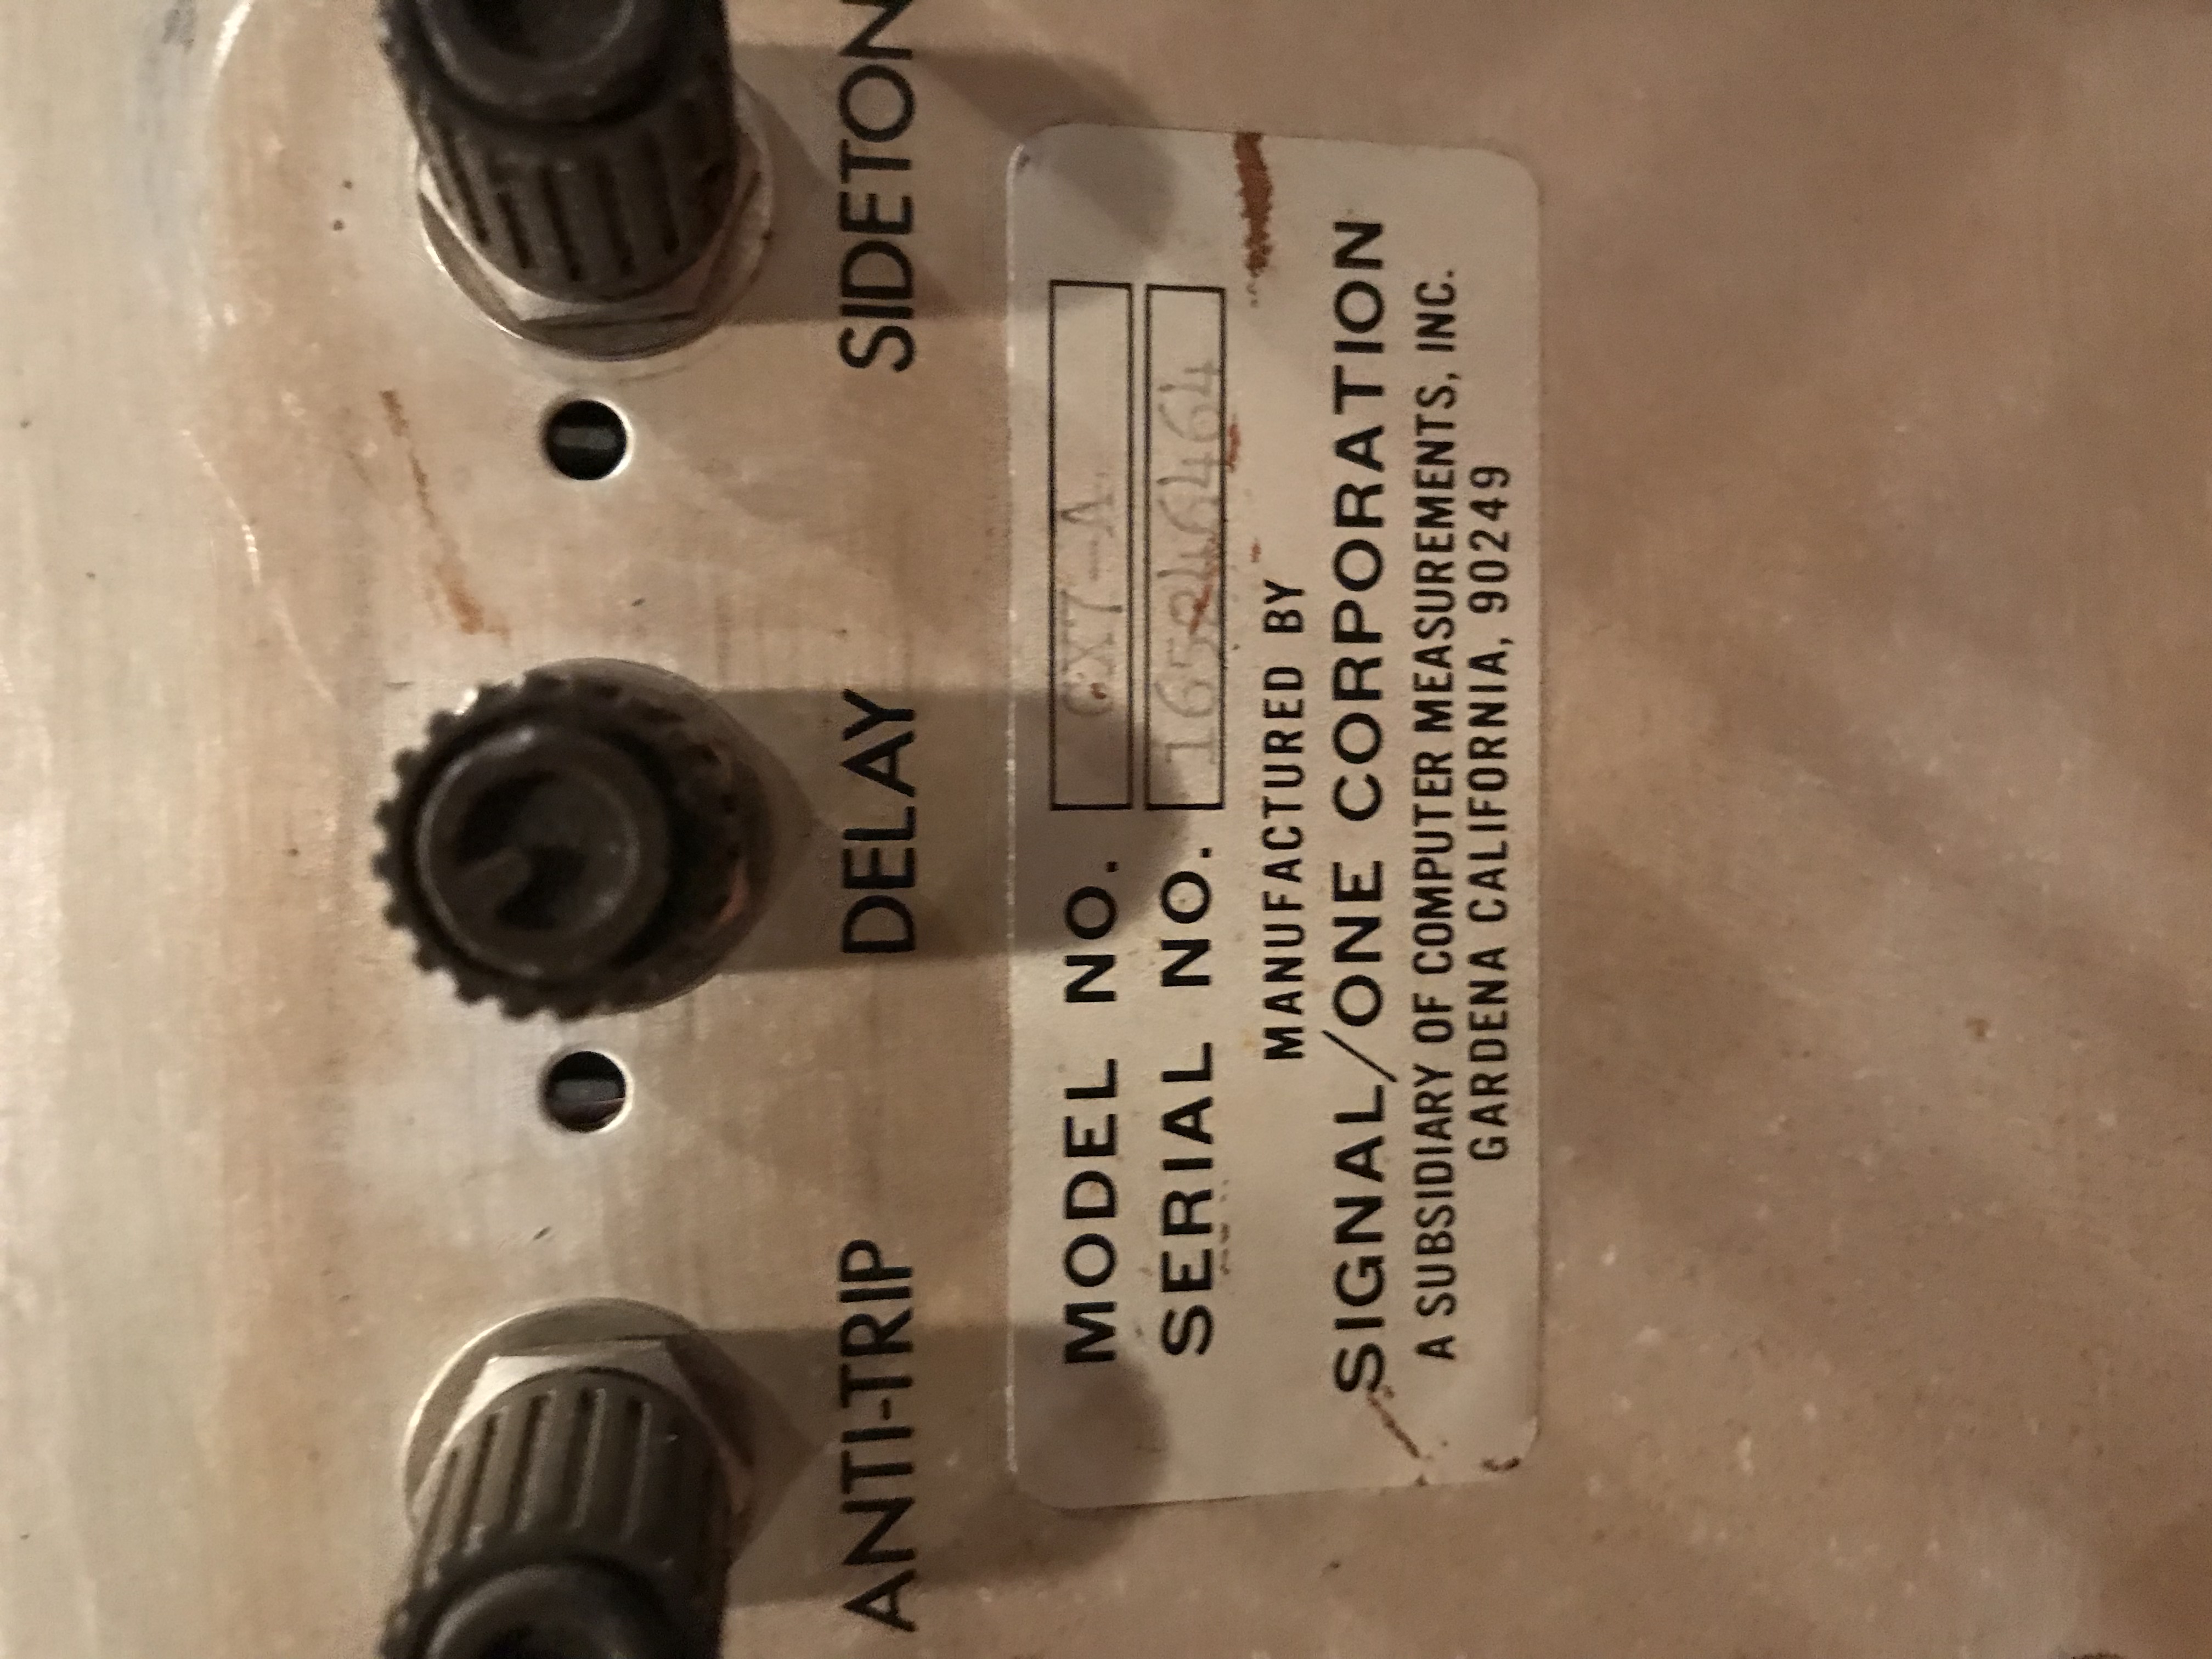 ANTI-TRIP DELAY SIDETON
MODEL NO. CX7-A
SERIAL NO. 165246464
MANUFACTURED BY
SIGNAL/ONE CORPORATION
A SUBSIDIARY OF COMPUTER MEASUREMENTS, INC.
GARDENA CALIFORNIA, 90249